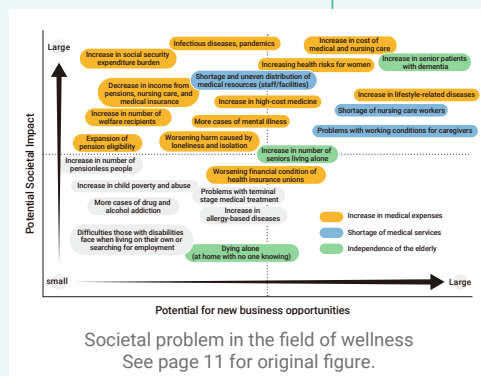 Large
Potential Societal Impact
small
Infectious diseases, pandemics
Increase in cost of
medical and nursing care
Increase in social security
expenditure burden
Increasing health risks for women
Increase in senior patients
with dementia
Shortage and uneven distribution of
medical resources (staff/facilities)
Decrease in income from
pensions, nursing care, and
medical insurance
Increase in high-cost medicine
Increase in lifestyle-related diseases
Shortage of nursing care workers
Increase in number of
welfare recipients
More cases of mental illness
Problems with working conditions for caregivers
Expansion of
pension eligibility
Worsening harm caused by
loneliness and isolation
Increase in number of
seniors living alone
Increase in number of
pensionless people
Worsening financial condition of
health insurance unions
Increase in child poverty and abuse
Problems with terminal
stage medical treatment
More cases of drug and
alcohol addiction
Increase in
allergy-based diseases
Difficulties those with disabilities
face when living on their own or
searching for employment
Dying alone
(at home with no one knowing)
Increase in medical expenses
Shortage of medical services
Independence of the elderly
Large
Potential for new business opportunities
Societal problem in the field of wellness
See page 11 for original figure.